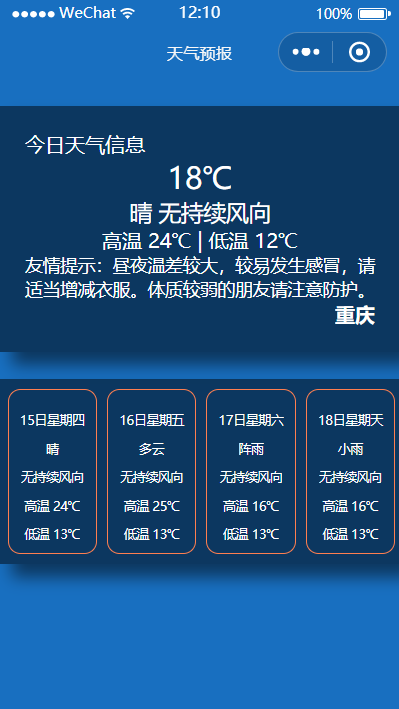 WeChat 12:10 100%
天气预报
今日天气信息
18℃
晴 无持续风向
高温 24℃ | 低温 12℃
友情提示：昼夜温差较大，较易发生感冒，请
适当增减衣服。体质较弱的朋友请注意防护。
重庆
15日星期四
晴
无持续风向
高温 24℃
低温 13℃
16日星期五
多云
无持续风向
高温 25℃
低温 13℃
17日星期六
阵雨
无持续风向
高温 16℃
低温 13℃
18日星期天
小雨
无持续风向
高温 16℃
低温 13℃